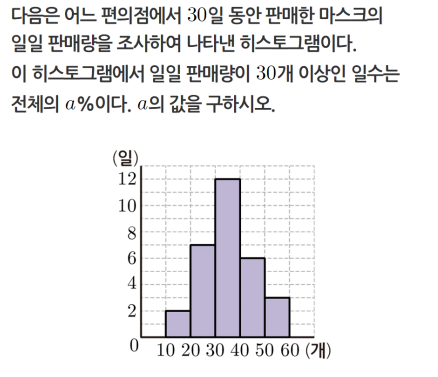 다음은 어느 편의점에서 30일 동안 판매한 마스크의
일일 판매량을 조사하여 나타낸 히스토그램이다.
이 히스토그램에서 일일 판매량이 30개 이상인 일수는
전체의 a%이다. a의 값을 구하시오.
(일)
12
10
8
6
4
2
0 10 20 30 40 50 60 (개)